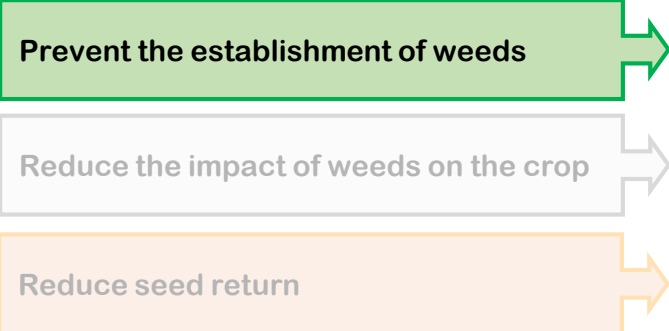 Prevent the establishment of weeds
Reduce the impact of weeds on the crop
Reduce seed return